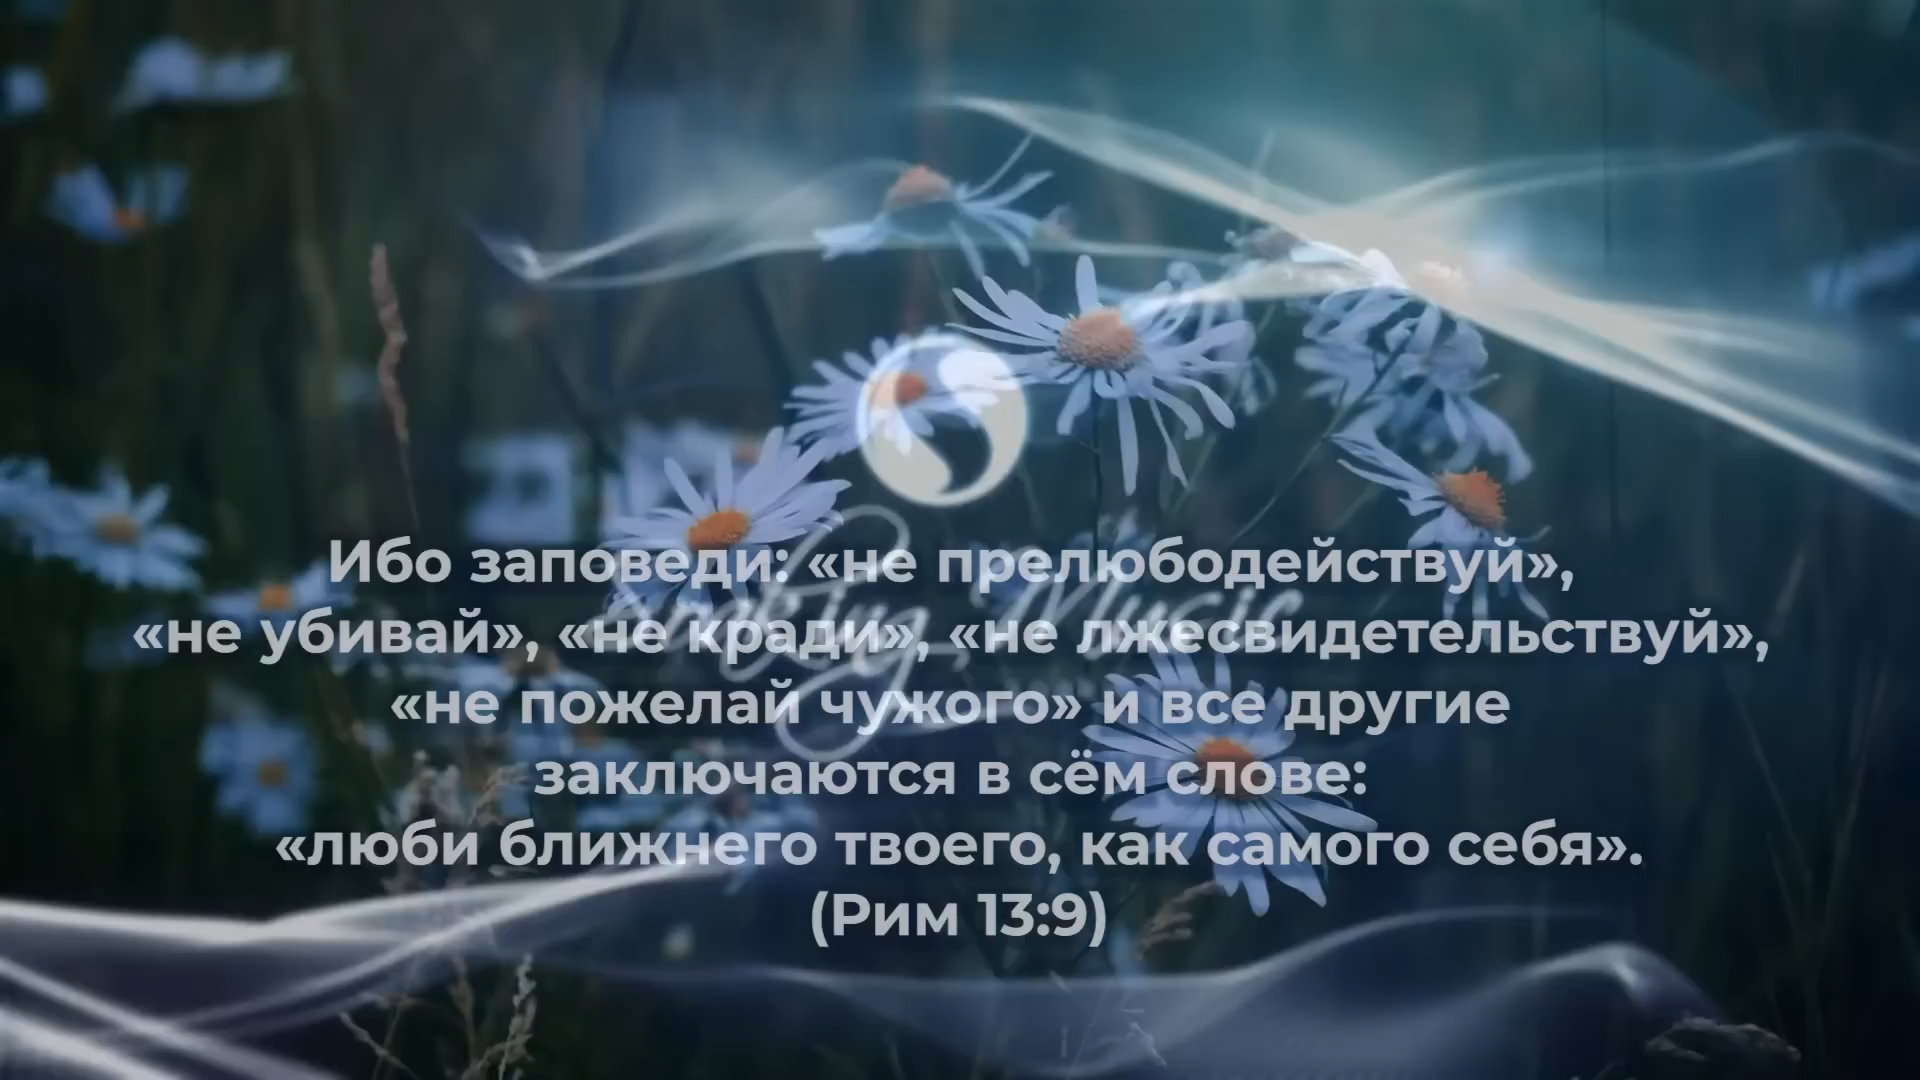 Ибо заповеди: «не прелюбодействуй»,
«не убивай», «не кради», «не лжесвидетельствуй»,
«не пожелай чужого» и все другие
заключаются в сём слове:
«люби ближнего твоего, как самого себя».
(Рим 13:9)
Music